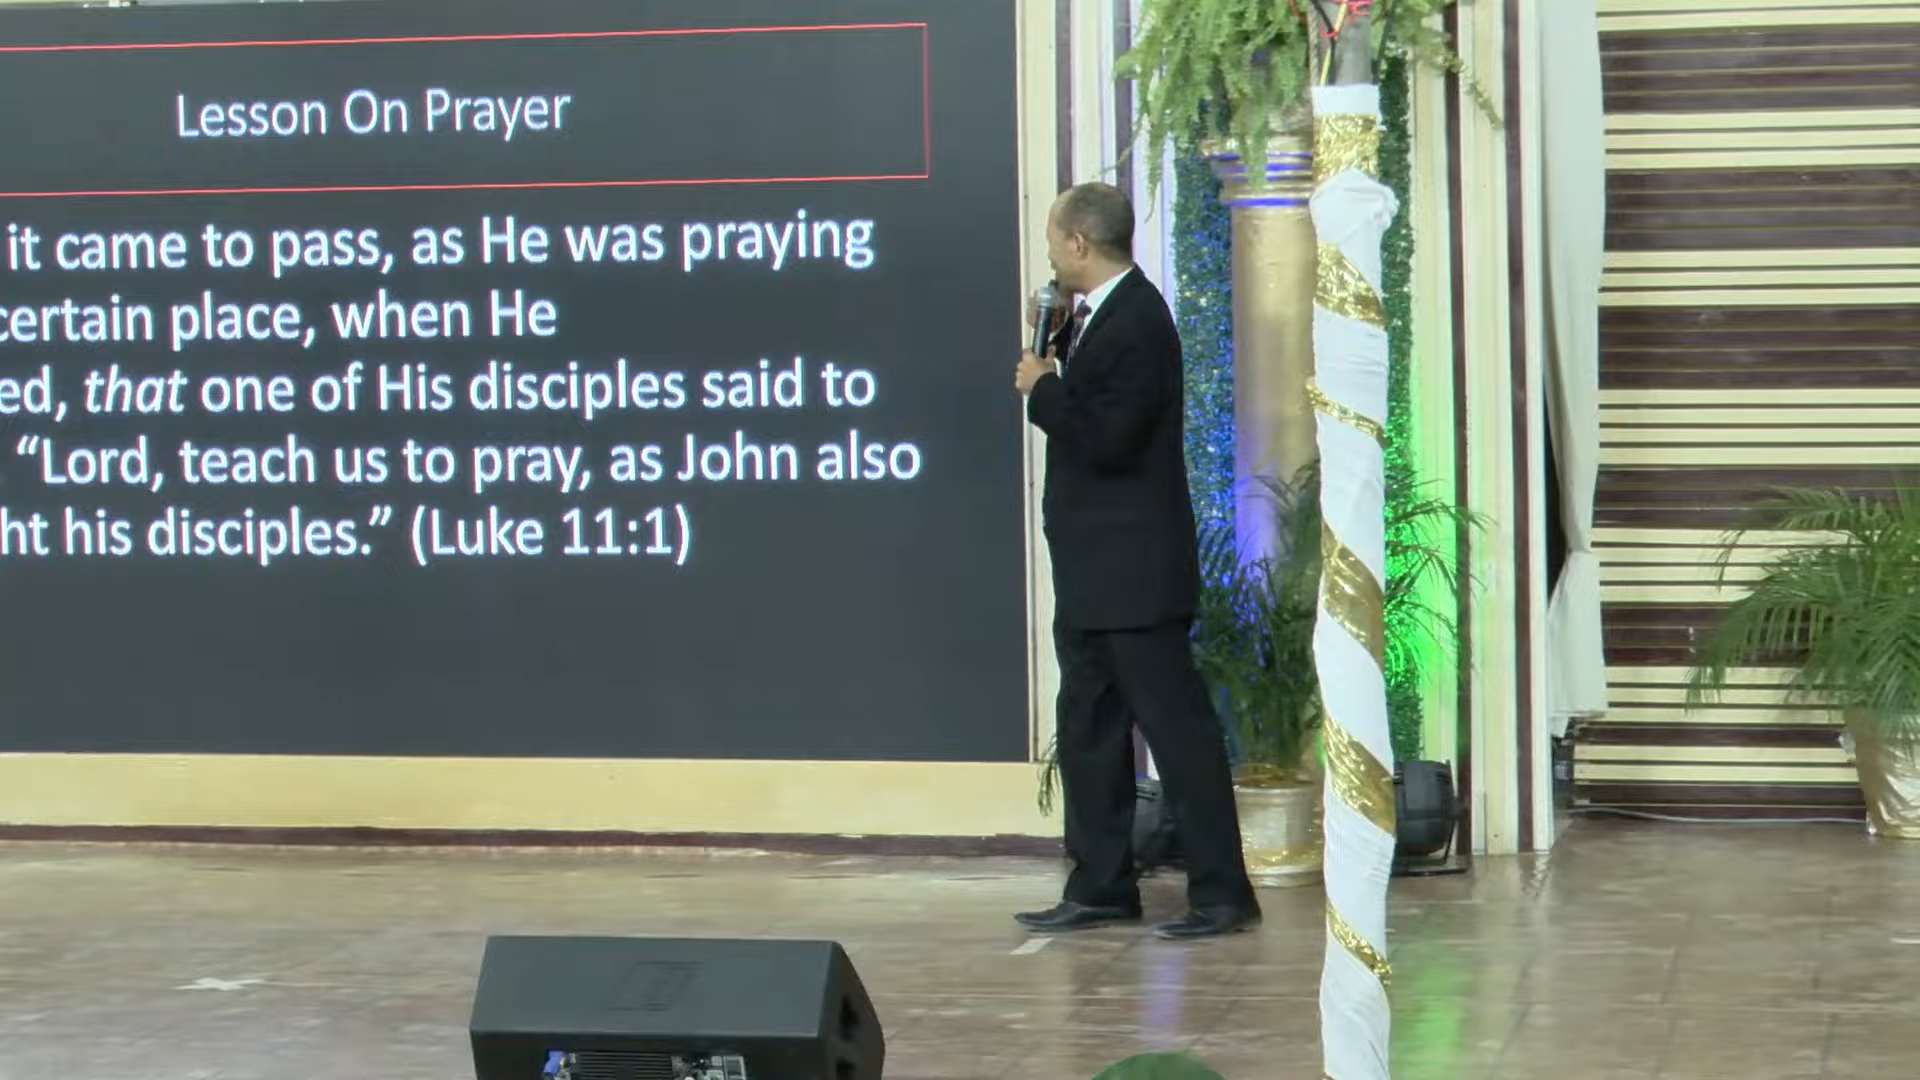 Lesson On Prayer
it came to pass, as He was praying
certain place, when He
ed, that one of His disciples said to
“Lord, teach us to pray, as John also
ht his disciples.” (Luke 11:1)